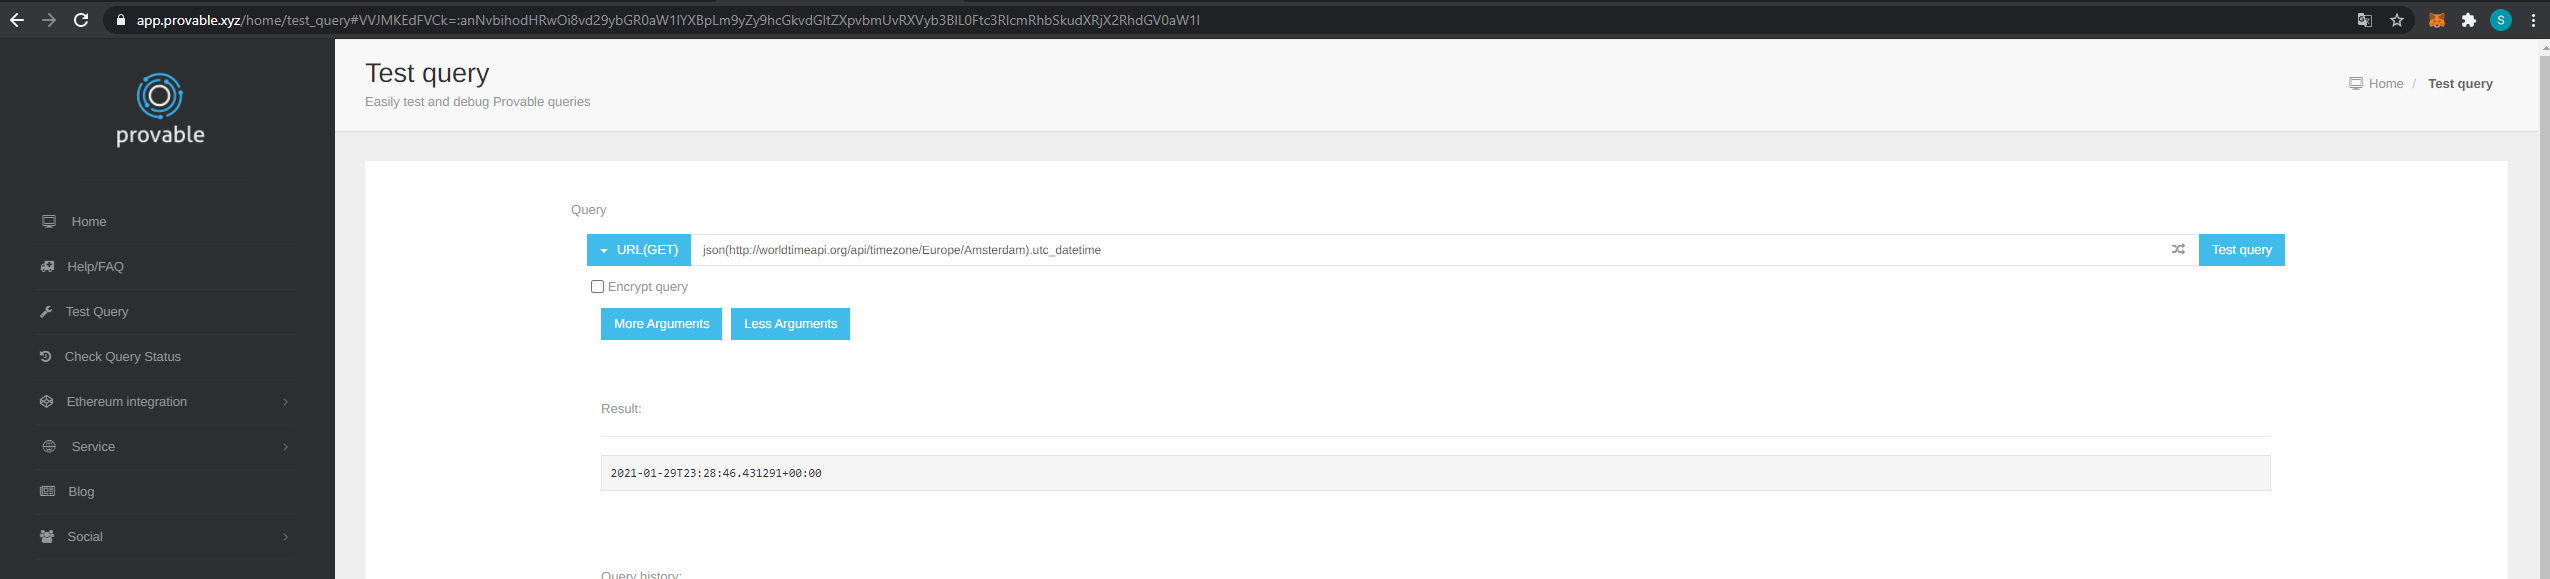 app.provable.xyz/home/test_query#VVJMKEdFVCk=:anNvbihodHRwOi8vd29ybGR0aW1lYXBpLm9yZy9hcGkvdGltZXpvbmUvRXVyb3BlL0Ftc3RlcmRhbSkudXRjX2RhdGV0aW1l
S
provable
Home
Help/FAQ
Test Query
Check Query Status
Ethereum integration
Service
Blog
Social
Test query
Easily test and debug Provable queries
Home / Test query
Query
URL(GET) json(http://worldtimeapi.org/api/timezone/Europe/Amsterdam).utc_datetime Test query
Encrypt query
More Arguments Less Arguments
Result:
2021-01-29T23:28:46.431291+00:00
Query history: